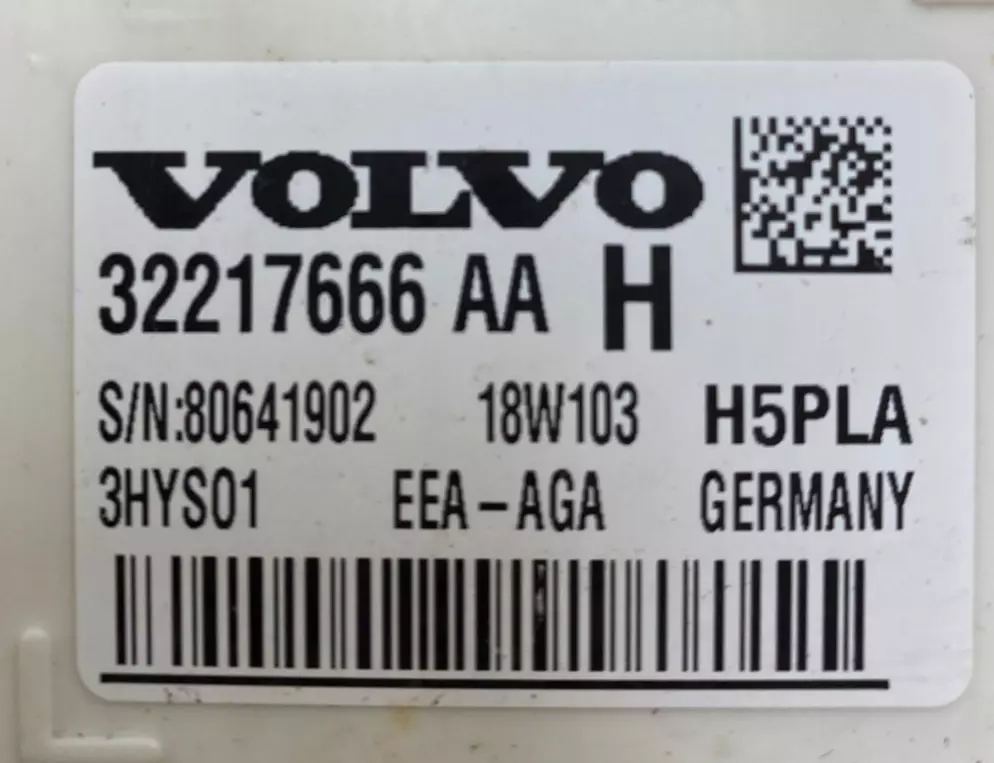 VOLVO
32217666 AA H
S/N:80641902 18W103 H5PLA
3HYS01 EEA-AGA GERMANY